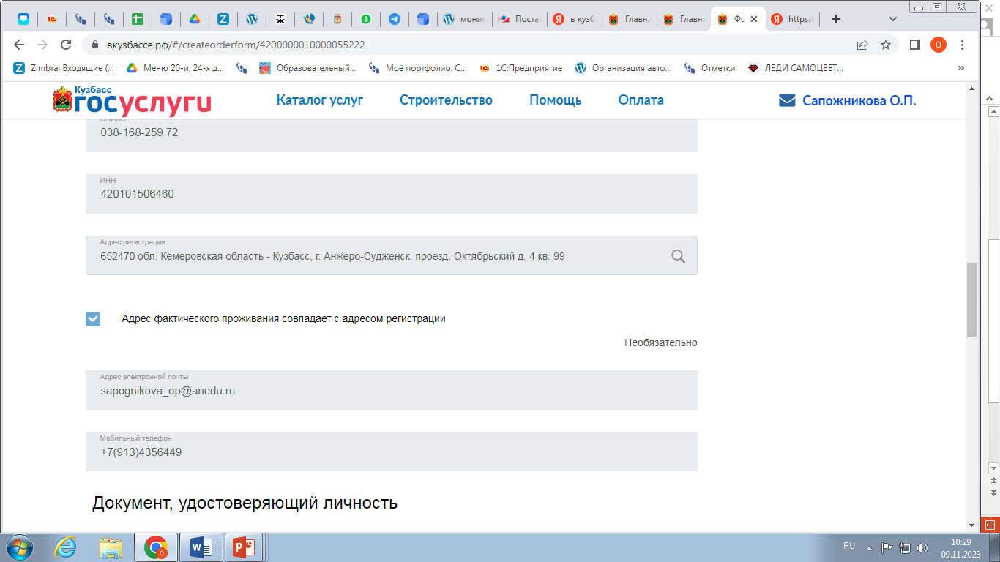 монит
Поста
в кузб
Главна
Главна
Фо
https:/
вкузбассе.рф/#/createorderform/4200000010000055222
О
Zimbra: Входящие (...
Меню 20-и, 24-х д...
Образовательный...
Моё портфолио. С...
1С:Предприятие
Организация авто...
Отметки
ЛЕДИ САМОЦВЕТ...
»
Кузбасс
госуслуги
Каталог услуг
Строительство
Помощь
Оплата
Сапожникова О.П.
СНИЛС
038-168-259 72
ИНН
420101506460
Адрес регистрации
652470 обл. Кемеровская область - Кузбасс, г. Анжеро-Судженск, проезд. Октябрьский д. 4 кв. 99
Адрес фактического проживания совпадает с адресом регистрации
Необязательно
Адрес электронной почты
sapognikova_op@anedu.ru
Мобильный телефон
+7(913)4356449
Документ, удостоверяющий личность
RU
10:29
09.11.2023